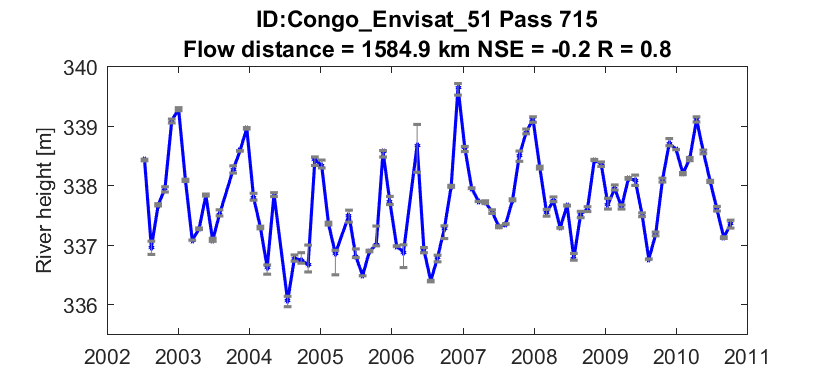 ID:Congo_Envisat_51 Pass 715
Flow distance = 1584.9 km NSE = -0.2 R = 0.8
340
339
338
337
336
River height [m]
2002 2003 2004 2005 2006 2007 2008 2009 2010 2011